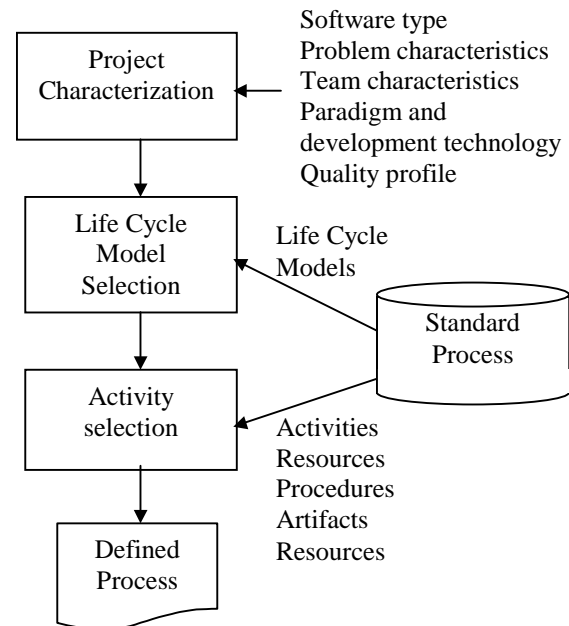 Project
Characterization
Software type
Problem characteristics
Team characteristics
Paradigm and
development technology
Quality profile
Life Cycle
Model
Selection
Life Cycle
Models
Standard
Process
Activity
selection
Activities
Resources
Procedures
Artifacts
Resources
Defined
Process